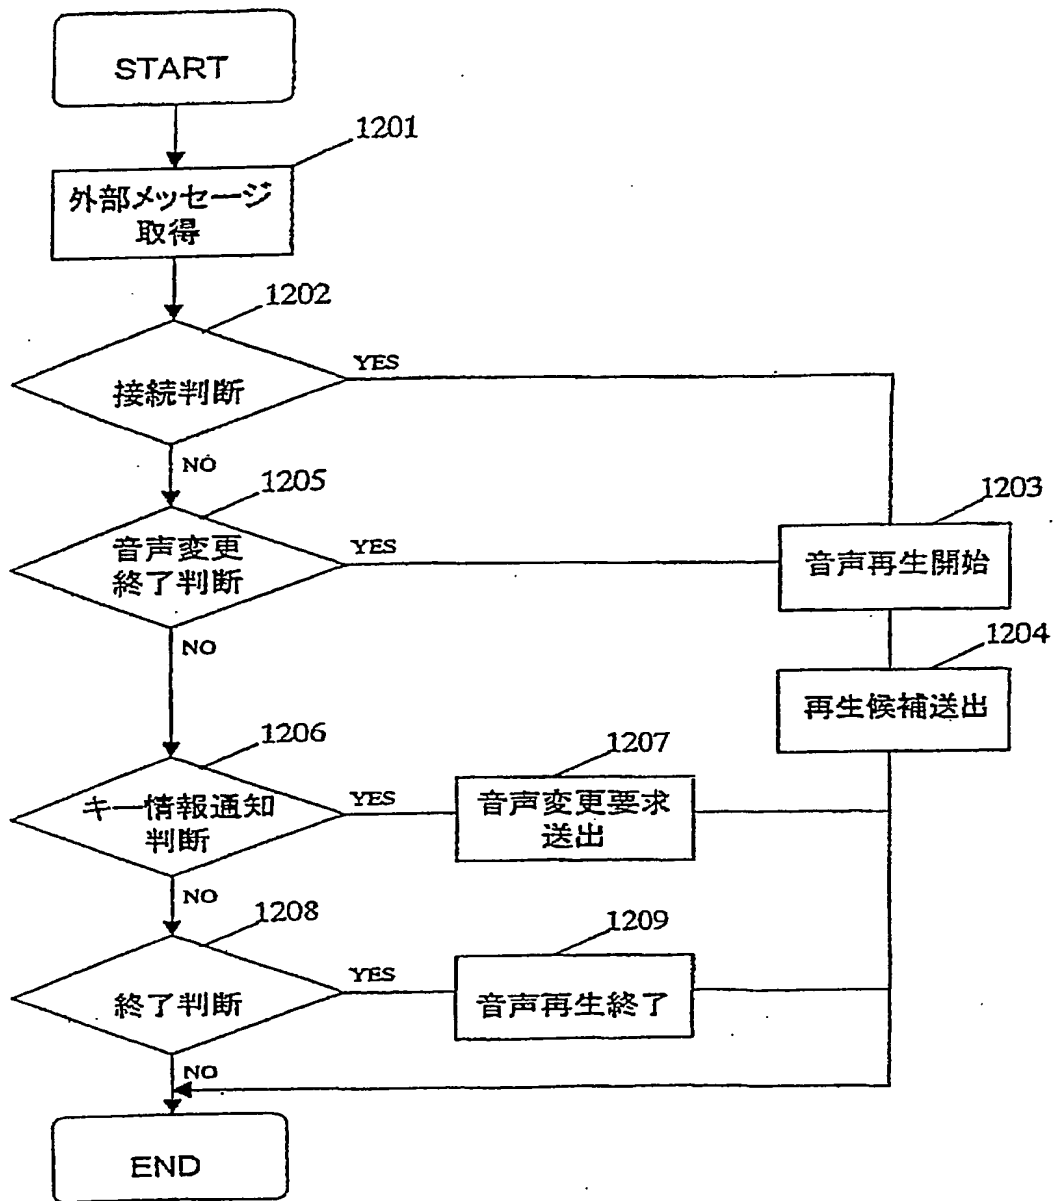 START
1201
外部メッセージ
取得
1202
接続判断
YES
NO
1205
音声変更
終了判断
YES
NO
1203
音声再生開始
1204
再生候補送出
1206
キー情報通知
判断
YES
NO
1207
音声変更要求
送出
1208
終了判断
YES
NO
1209
音声再生終了
END